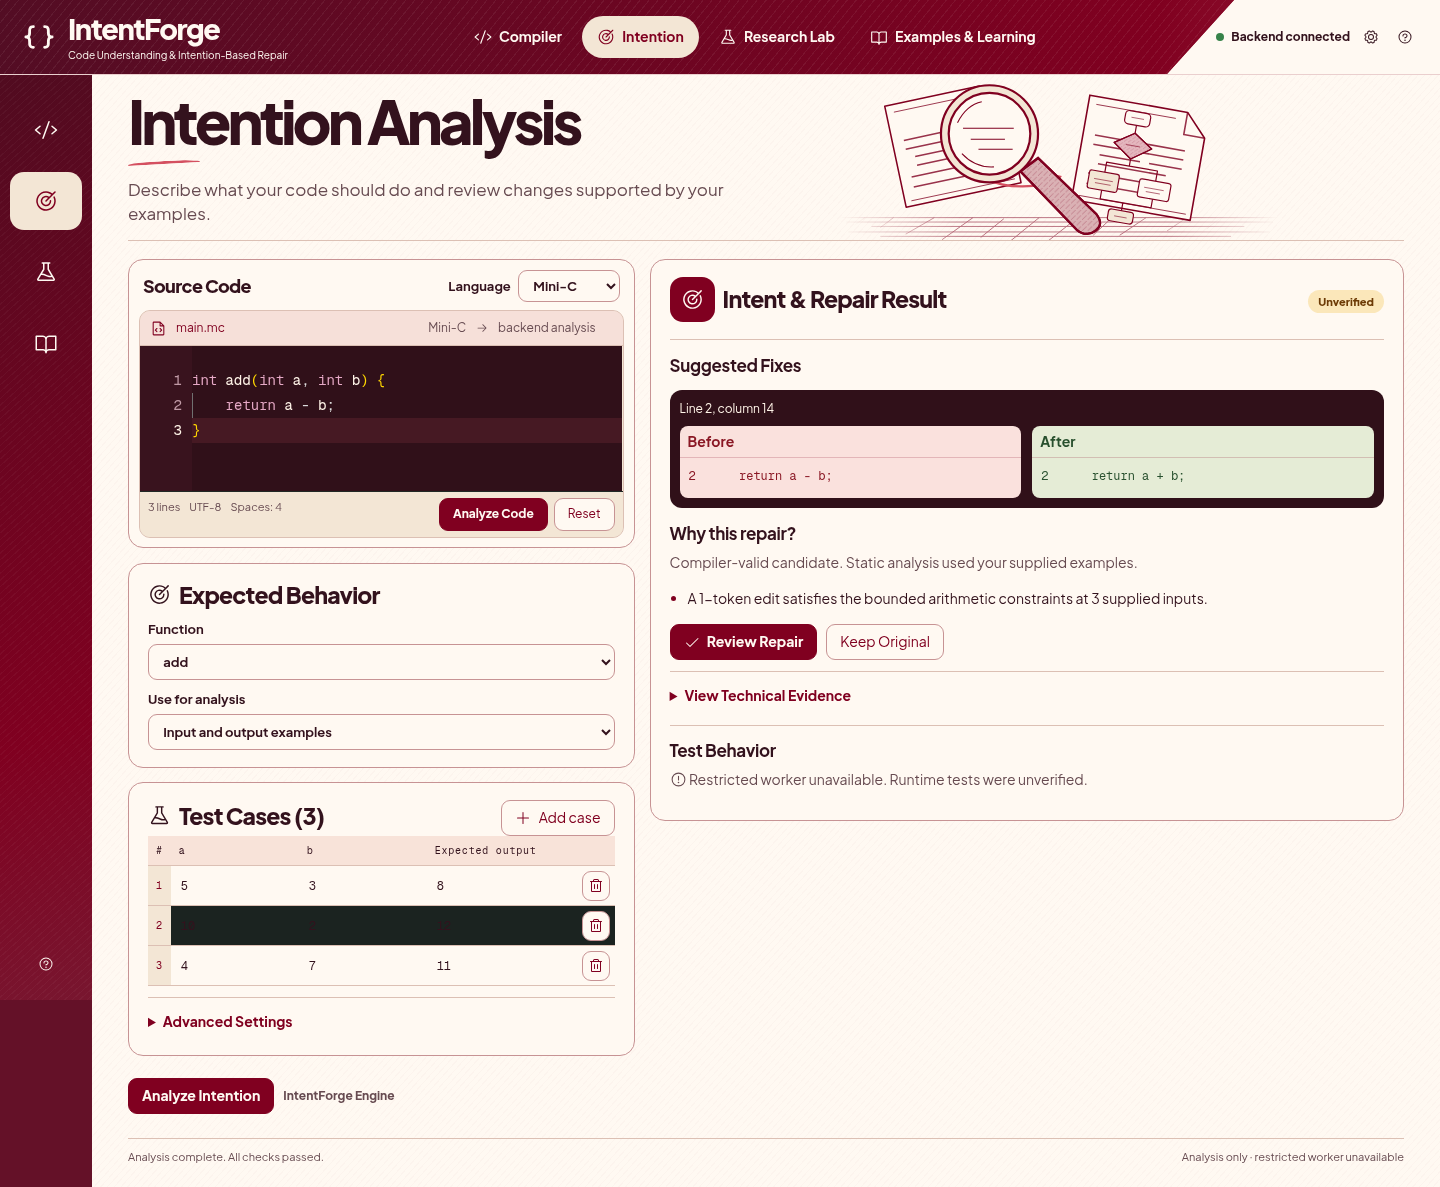 IntentForge
Code Understanding & Intention-Based Repair
Compiler
Intention
Research Lab
Examples & Learning
Backend connected
Intention Analysis
Describe what your code should do and review changes supported by your
examples.
Source Code
Language
Mini-C
main.mc
Mini-C → backend analysis
1 int add(int a, int b) {
2     return a - b;
3 }
3 lines UTF-8 Spaces: 4
Analyze Code
Reset
Expected Behavior
Function
add
Use for analysis
Input and output examples
Test Cases (3)
+ Add case
# a b Expected output
1 5 3 8
2
3 4 7 11
Advanced Settings
Analyze Intention
IntentForge Engine
Intent & Repair Result
Unverified
Suggested Fixes
Line 2, column 14
Before
2 return a - b;
After
2 return a + b;
Why this repair?
Compiler-valid candidate. Static analysis used your supplied examples.
• A 1-token edit satisfies the bounded arithmetic constraints at 3 supplied inputs.
Review Repair
Keep Original
View Technical Evidence
Test Behavior
Restricted worker unavailable. Runtime tests were unverified.
Analysis complete. All checks passed.
Analysis only · restricted worker unavailable